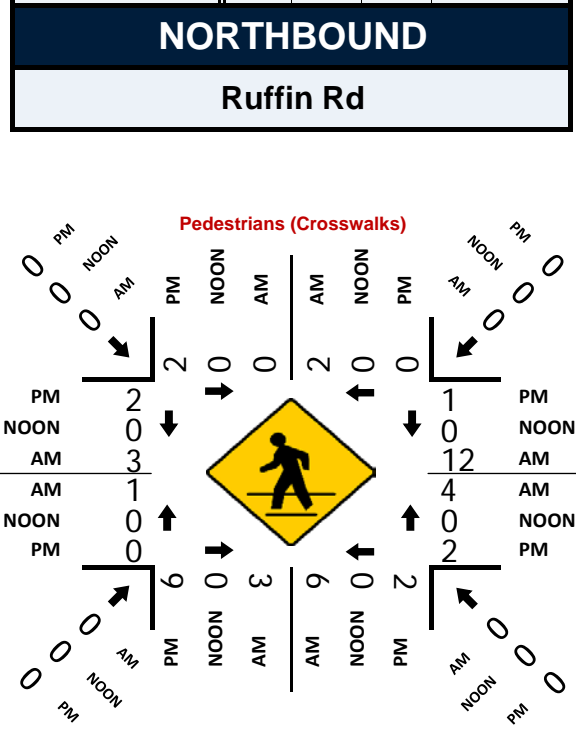 NORTHBOUND
Ruffin Rd
Pedestrians (Crosswalks)
PM NOON AM
0 0 0
PM NOON AM AM NOON PM
2 0 0 2 0 0
PM NOON AM
0 0 0
PM 2 1 PM
NOON 0 0 NOON
AM 3 12 AM
AM 1 4 AM
NOON 0 0 NOON
PM 0 2 PM
9 0 3 6 0 2
PM NOON AM AM NOON PM
0 0 0
AM NOON PM
0 0 0
AM NOON PM